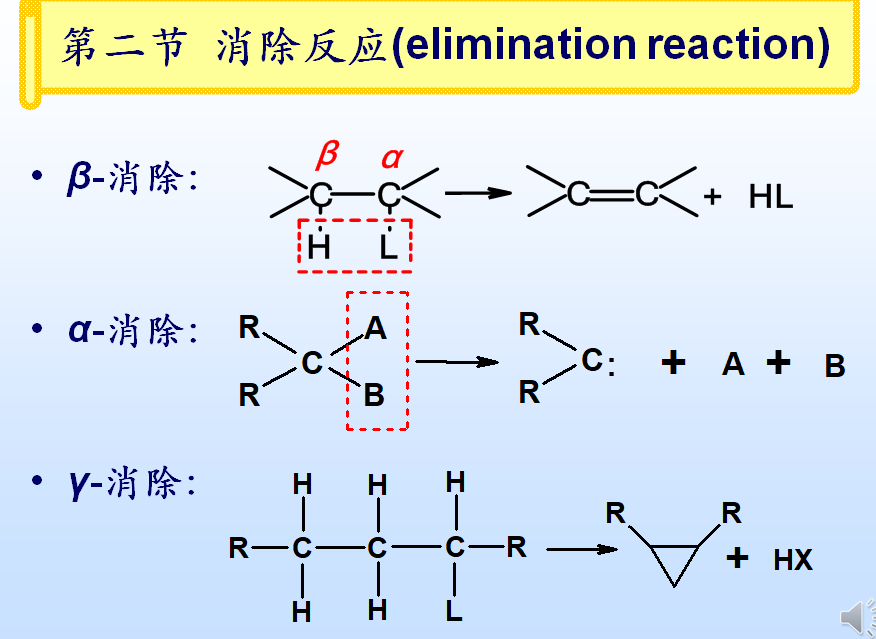 第二节 消除反应(elimination reaction)
• β-消除:
β α
C C C C + HL
H L
• α-消除:
R A R
C C: + A + B
R B R
• γ-消除:
H H H
R C C C R R R + HX
H H L